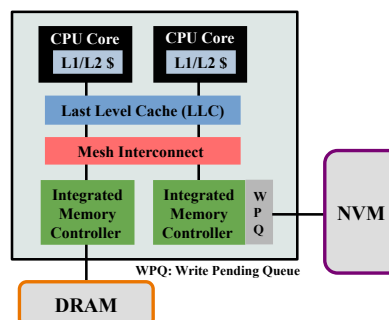 CPU Core
L1/L2 $
CPU Core
L1/L2 $
Last Level Cache (LLC)
Mesh Interconnect
Integrated
Memory
Controller
Integrated
Memory
Controller
W
P
Q
NVM
WPQ: Write Pending Queue
DRAM